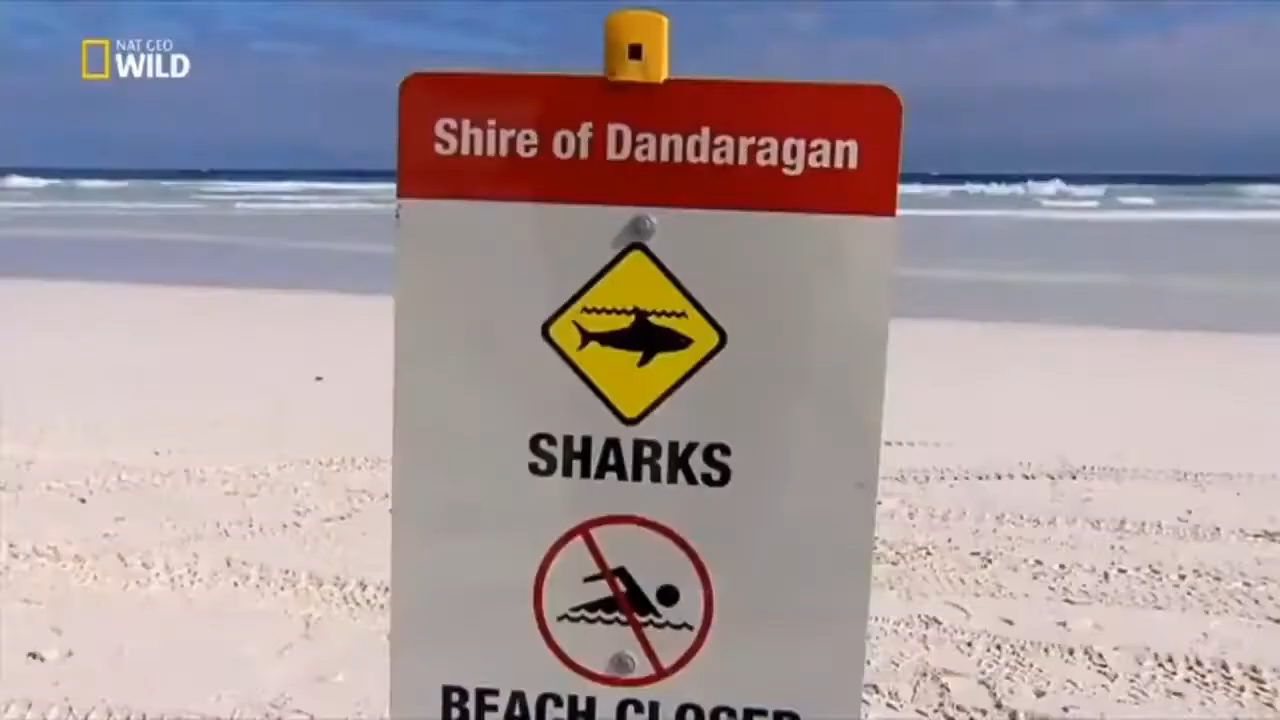 NAT GEO
WILD
Shire of Dandaragan
SHARKS
BEACH CLOSED